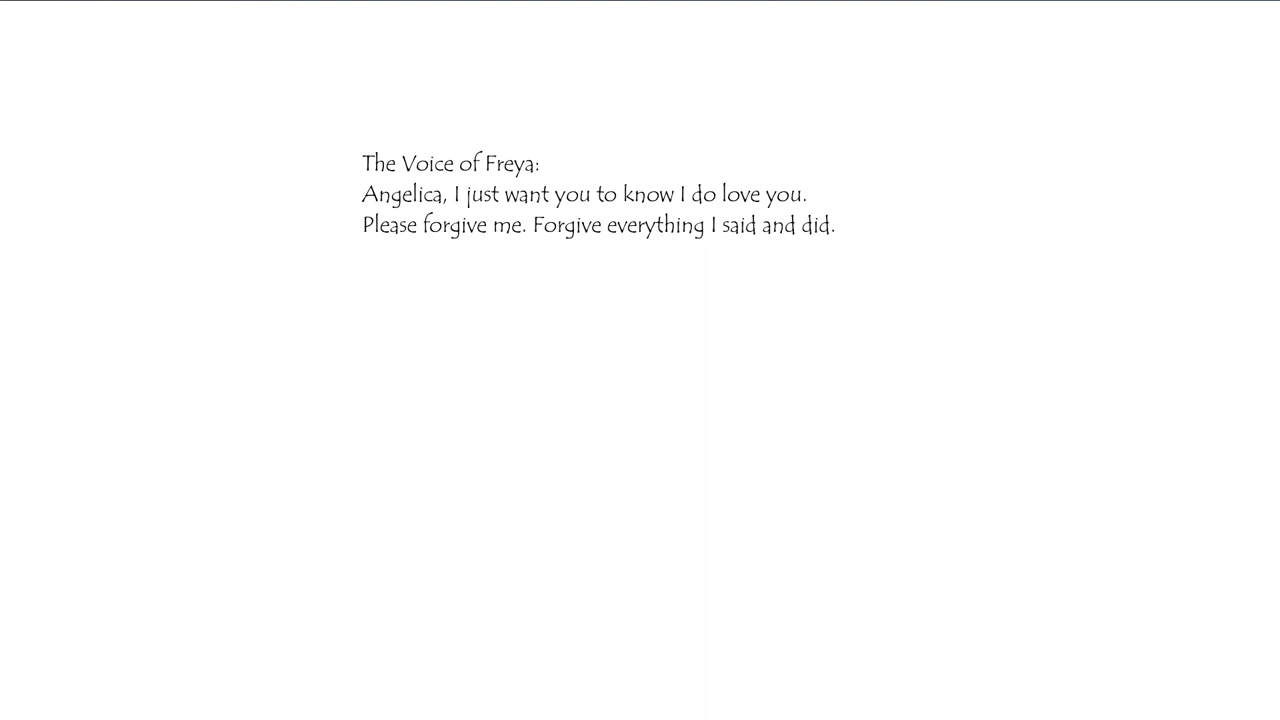 The Voice of Freya:
Angelica, I just want you to know I do love you.
Please forgive me. Forgive everything I said and did.